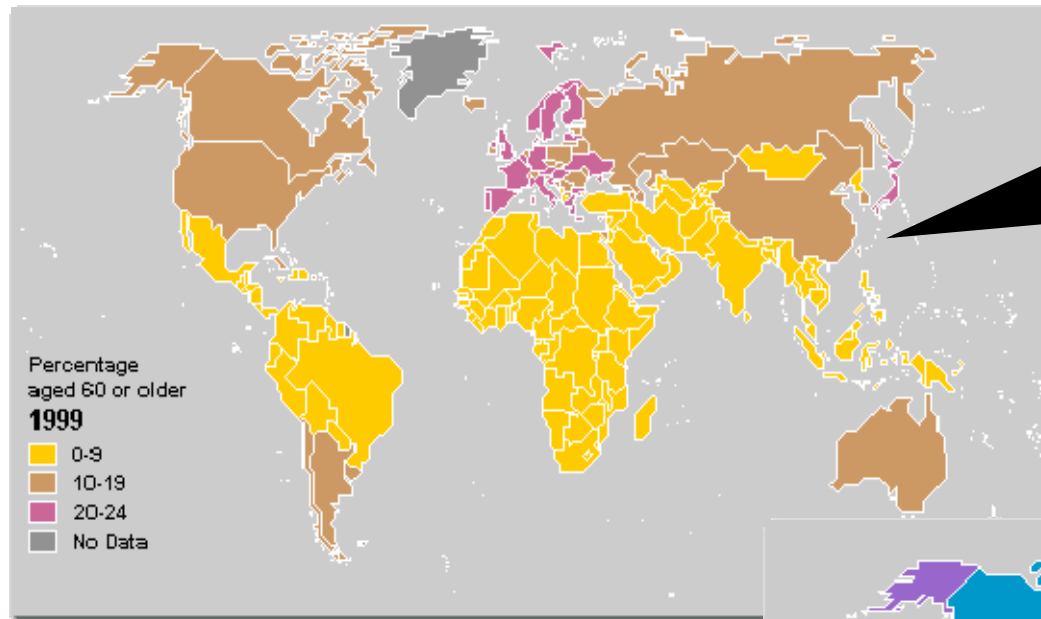 Percentage
aged 60 or older
1999
0-9
10-19
20-24
No Data